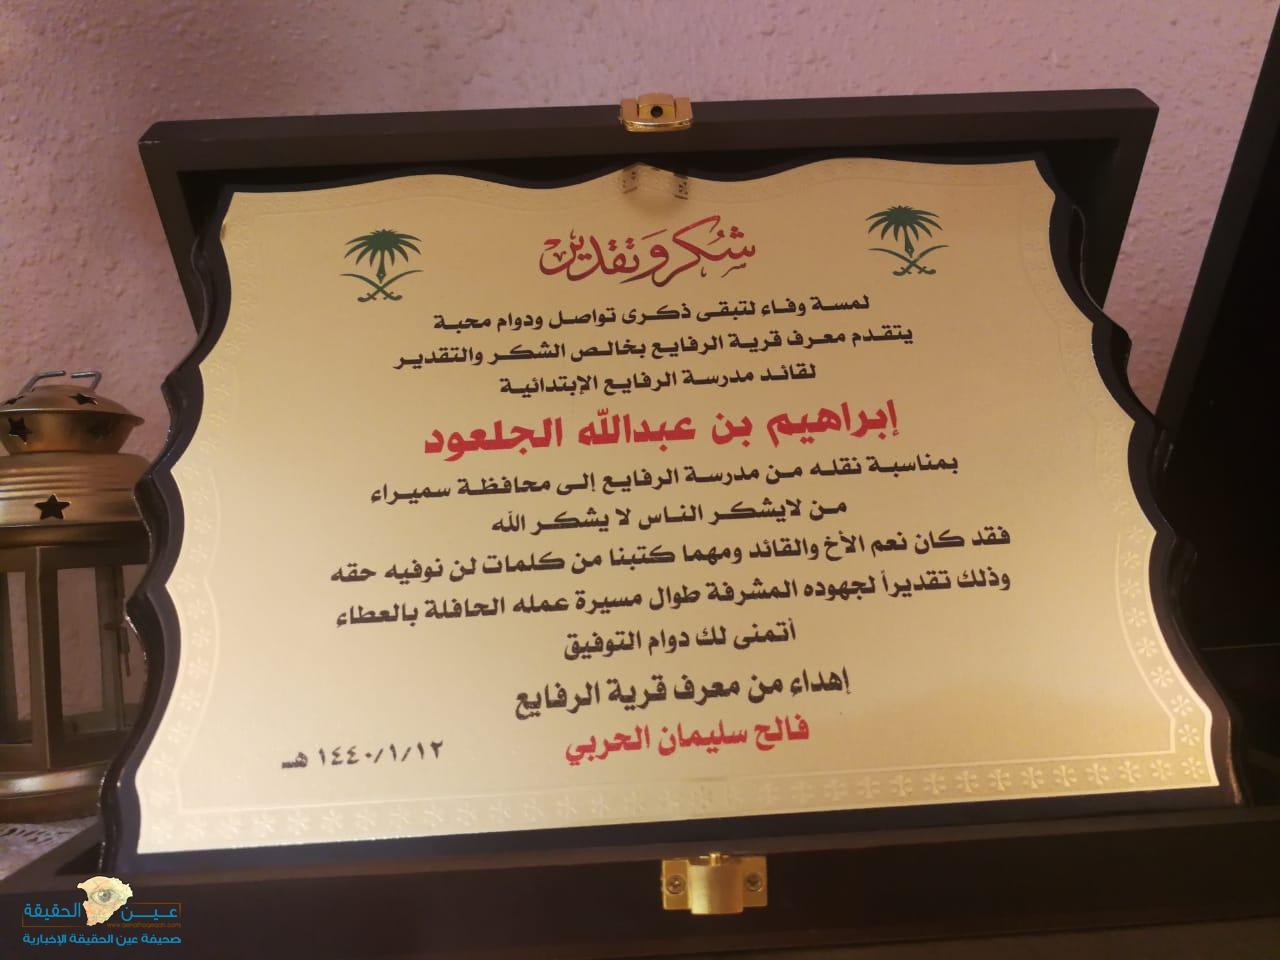 شكر وتقدير
لمسة وفاء لتبقى ذكرى تواصل ودوام محبة
يتقدم معرف قرية الرفايع بخالص الشكر والتقدير
لقائد مدرسة الرفايع الإبتدائية
إبراهيم بن عبدالله الجلعود
بمناسبة نقله من مدرسة الرفايع إلى محافظة سميراء
من لايشكر الناس لا يشكر الله
فقد كان نعم الأخ والقائد ومهما كتبنا من كلمات لن نوفيه حقه
وذلك تقديراً لجهوده المشرفة طوال مسيرة عمله الحافلة بالعطاء
أتمنى لك دوام التوفيق
إهداء من معرف قرية الرفايع
فالح سليمان الحربي
١٤٤٠/١/١٢ هـ
عين الحقيقة
صحيفة عين الحقيقة الإخبارية